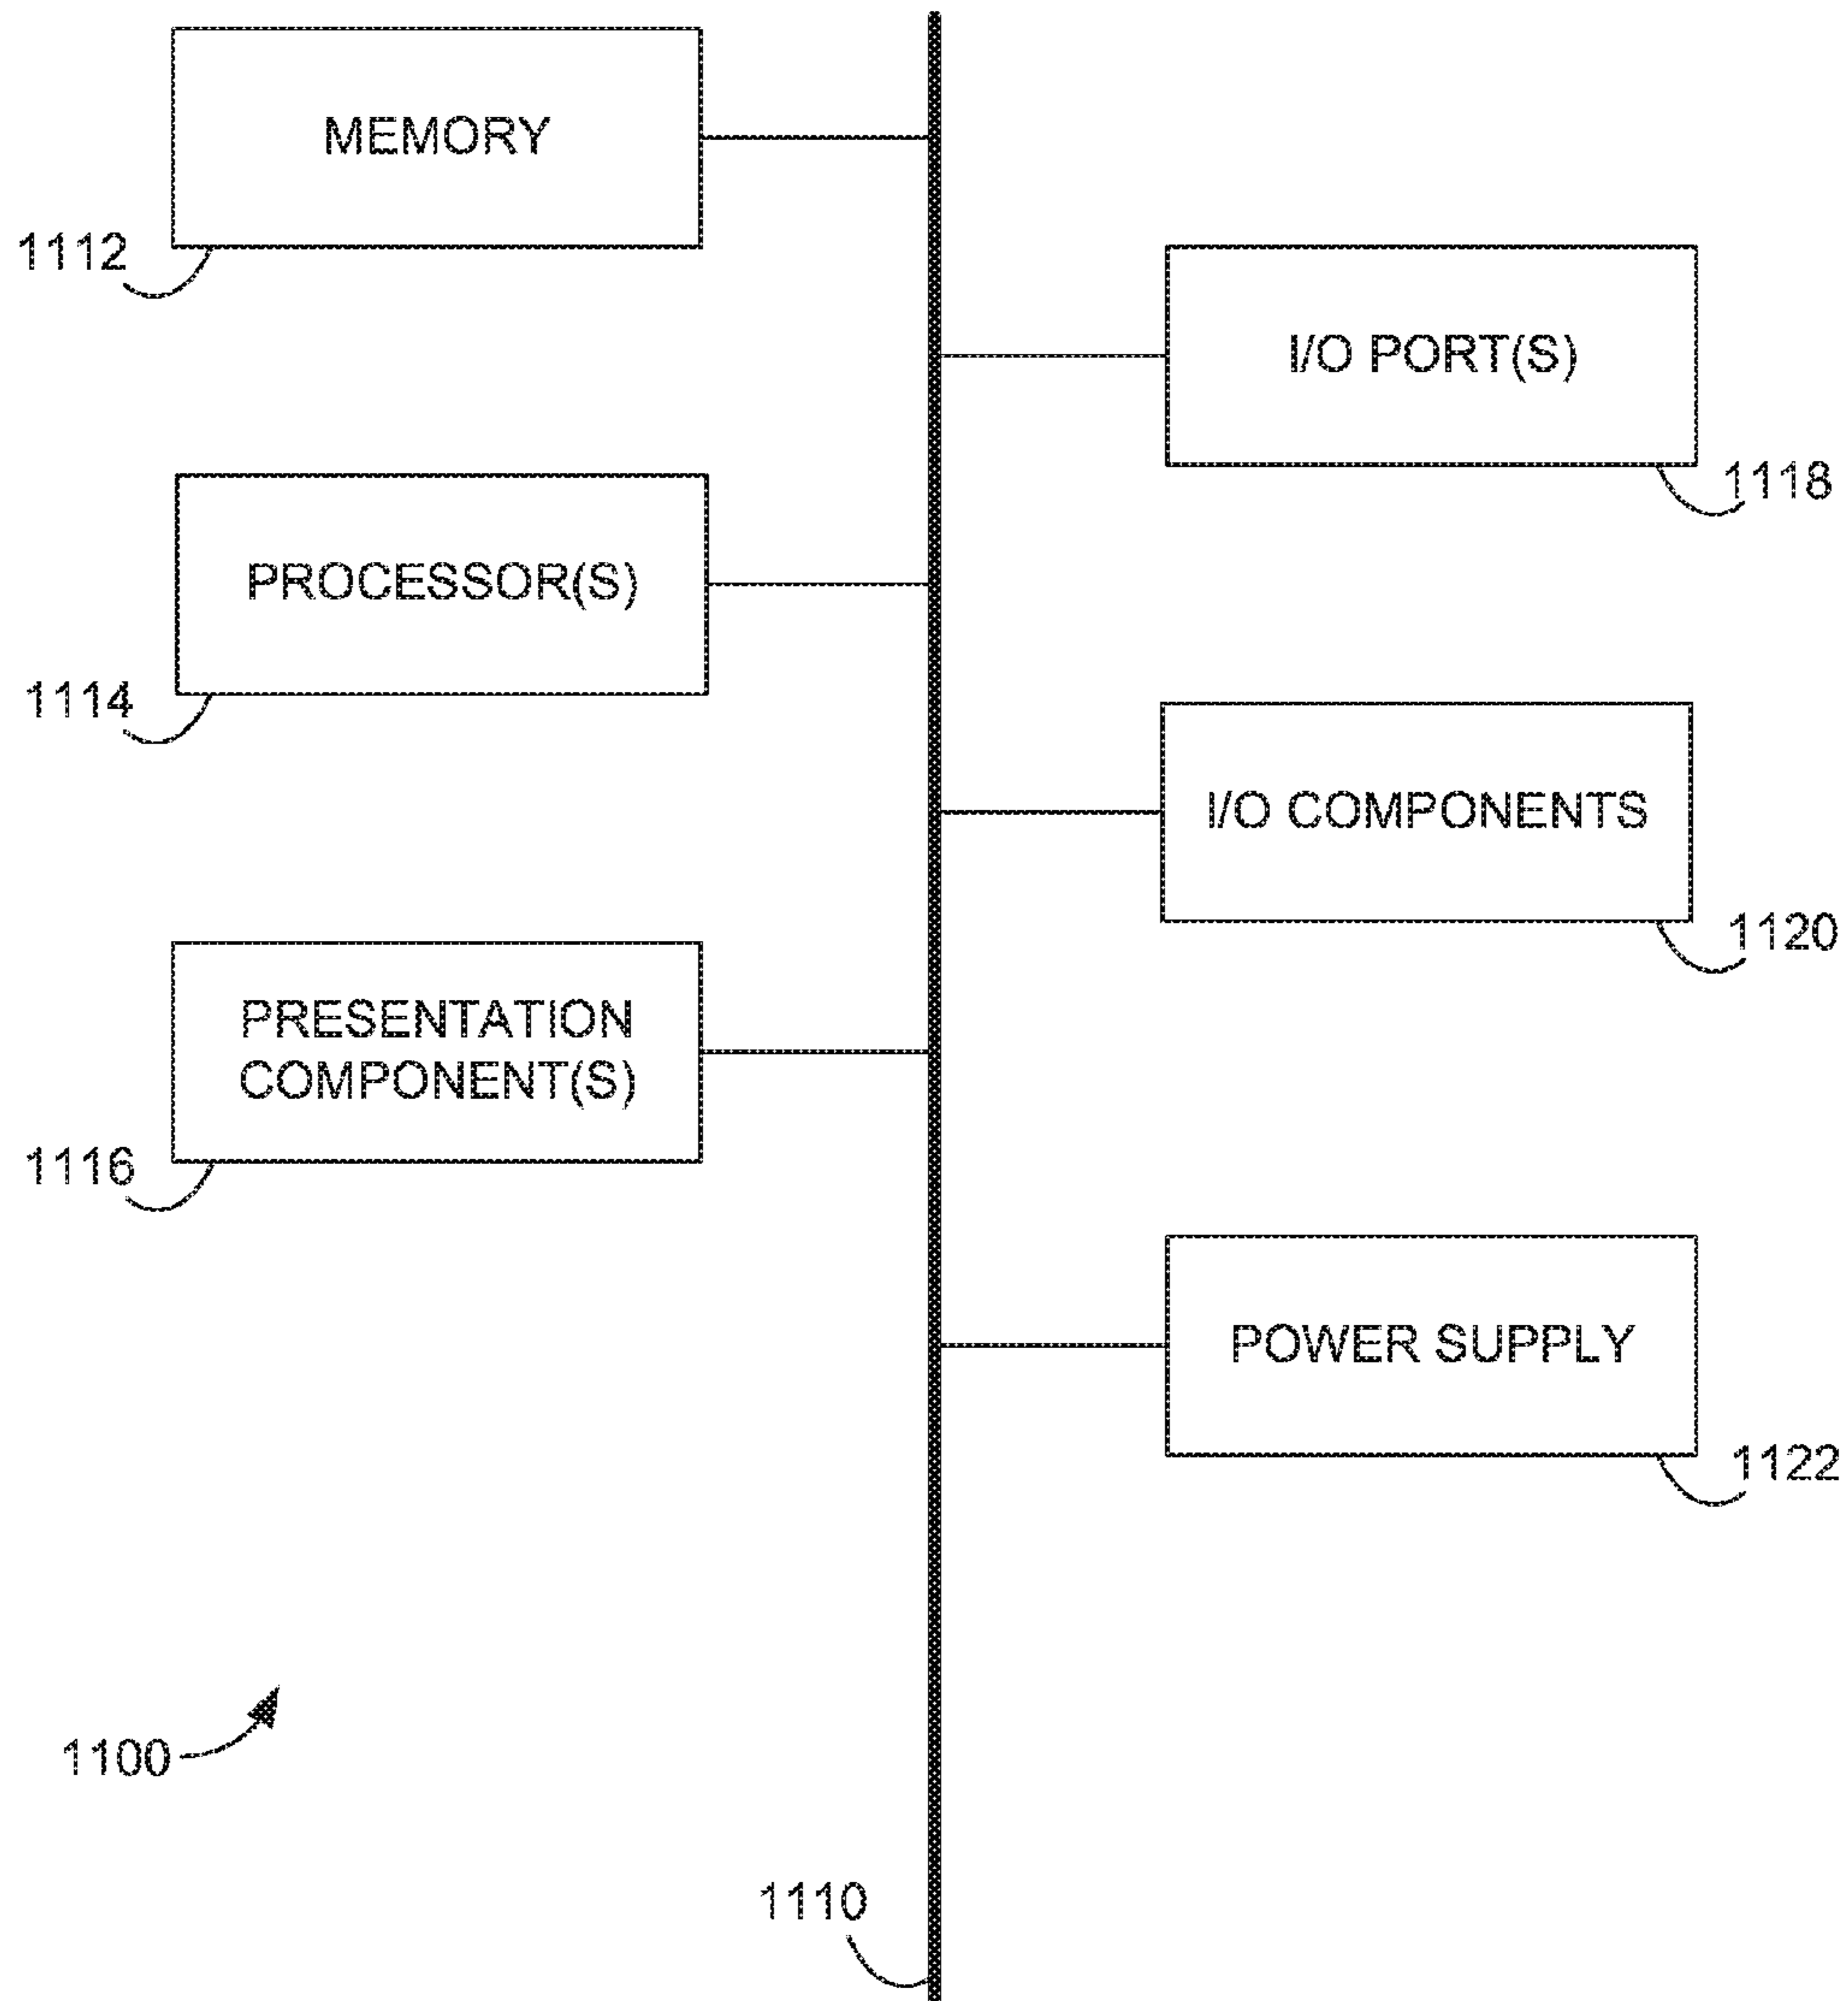 MEMORY
1112
I/O PORT(S)
1118
PROCESSOR(S)
1114
I/O COMPONENTS
1120
PRESENTATION
COMPONENT(S)
1116
POWER SUPPLY
1122
1100
1110